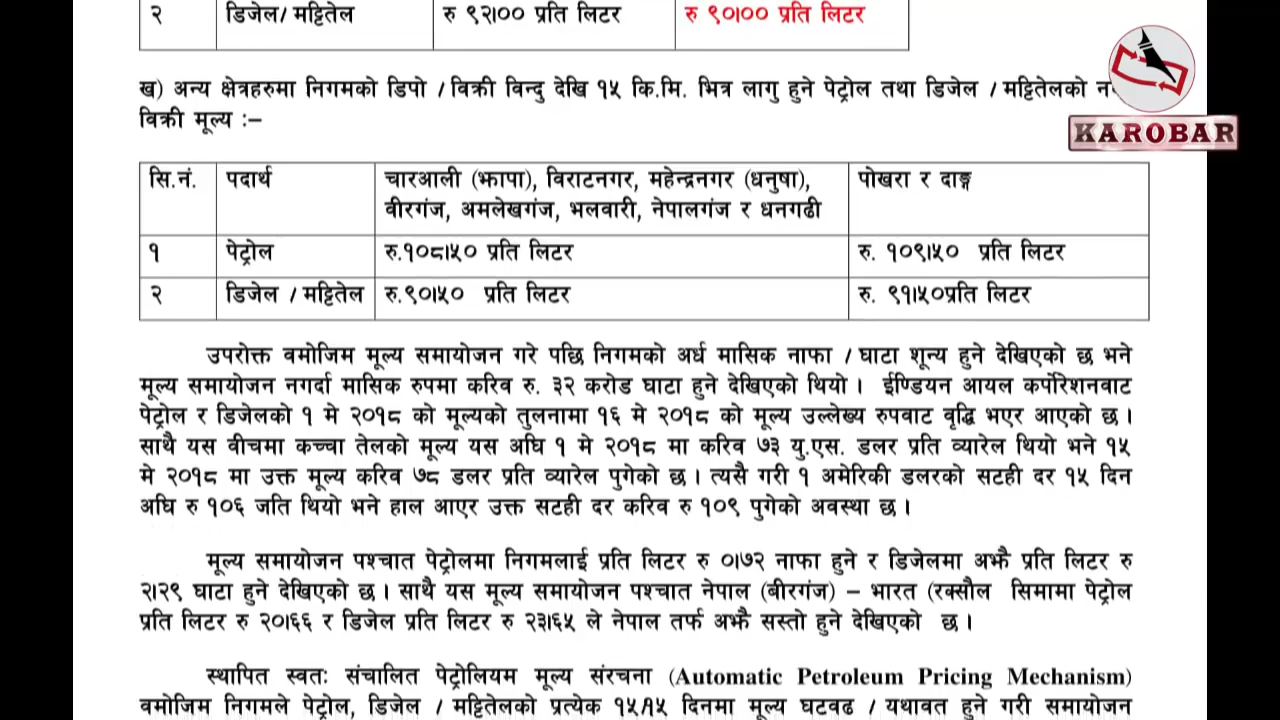 २ डिजेल/ मट्टितेल रु ९२।०० प्रति लिटर रु ९०।०० प्रति लिटर
ख) अन्य क्षेत्रहरुमा निगमको डिपो / विक्री विन्दु देखि १५ कि.मि. भित्र लागु हुने पेट्रोल तथा डिजेल / मट्टितेलको
विक्री मूल्य :–
KAROBAR
सि.नं. पदार्थ चारआली (झापा), विराटनगर, महेन्द्रनगर (धनुषा), पोखरा र दाङ्ग
वीरगंज, अमलेखगंज, भलवारी, नेपालगंज र धनगढी
१ पेट्रोल रु.१०८।५० प्रति लिटर रु. १०९।५० प्रति लिटर
२ डिजेल / मट्टितेल रु.९०।५० प्रति लिटर रु. ९१।५०प्रति लिटर
उपरोक्त वमोजिम मूल्य समायोजन गरे पछि निगमको अर्ध मासिक नाफा / घाटा शून्य हुने देखिएको छ भने
मूल्य समायोजन नगर्दा मासिक रुपमा करिव रु. ३२ करोड घाटा हुने देखिएको थियो । ईण्डियन आयल कर्पोरेशनवाट
पेट्रोल र डिजेलको १ मे २०१८ को मूल्यको तुलनामा १६ मे २०१८ को मूल्य उल्लेख्य रुपवाट वृद्धि भएर आएको छ ।
साथै यस वीचमा कच्चा तेलको मूल्य यस अघि १ मे २०१८ मा करिव ७३ यु.एस. डलर प्रति व्यारेल थियो भने १५
मे २०१८ मा उक्त मूल्य करिव ७८ डलर प्रति व्यारेल पुगेको छ । त्यसै गरी १ अमेरिकी डलरको सटही दर १५ दिन
अघि रु १०६ जति थियो भने हाल आएर उक्त सटही दर करिव रु १०९ पुगेको अवस्था छ ।
मूल्य समायोजन पश्चात पेट्रोलमा निगमलाई प्रति लिटर रु ०।७२ नाफा हुने र डिजेलमा अझै प्रति लिटर रु
२।२९ घाटा हुने देखिएको छ । साथै यस मूल्य समायोजन पश्चात नेपाल (बीरगंज) – भारत (रक्सौल सिमामा पेट्रोल
प्रति लिटर रु २०।६६ र डिजेल प्रति लिटर रु २३।६५ ले नेपाल तर्फ अझै सस्तो हुने देखिएको छ ।
स्थापित स्वतः संचालित पेट्रोलियम मूल्य संरचना (Automatic Petroleum Pricing Mechanism)
वमोजिम निगमले पेट्रोल, डिजेल / मट्टितेलको प्रत्येक १५/१५ दिनमा मूल्य घटवढ / यथावत हुने गरी समायोजन